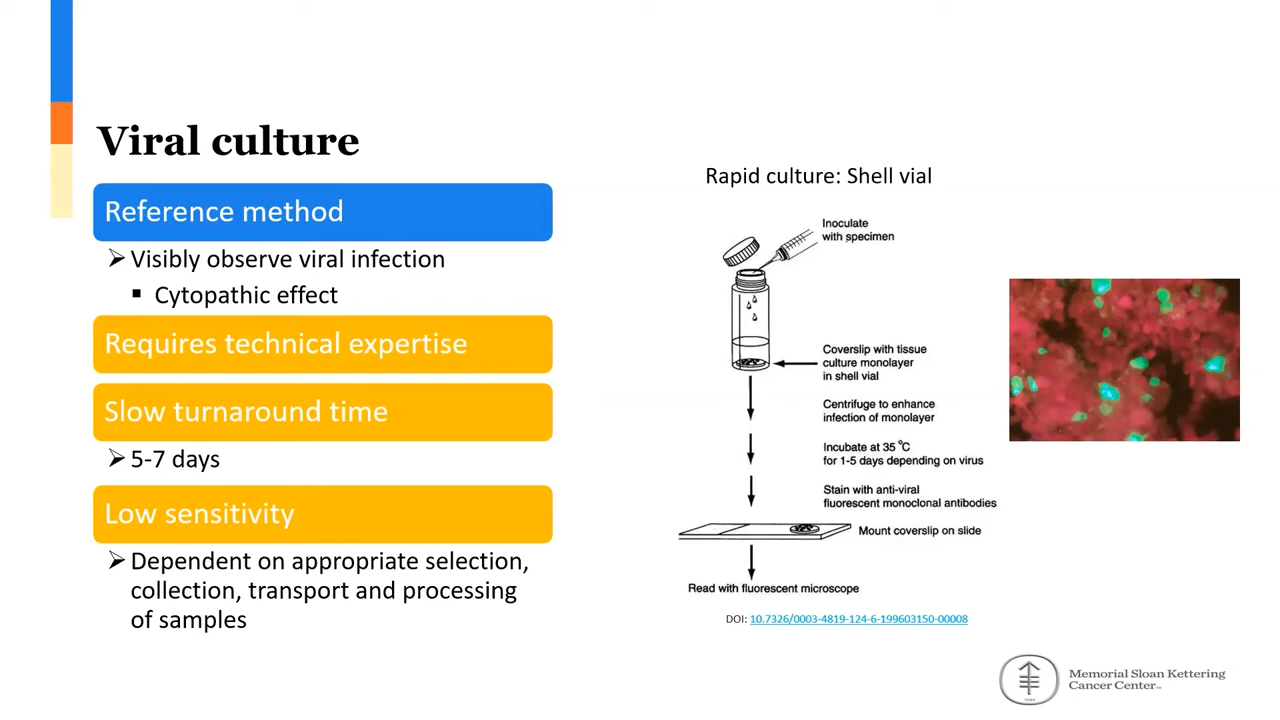 Viral culture
Reference method
Visibly observe viral infection
Cytopathic effect
Requires technical expertise
Slow turnaround time
5-7 days
Low sensitivity
Dependent on appropriate selection,
collection, transport and processing
of samples
Rapid culture: Shell vial
Inoculate
with specimen
Coverslip with tissue
culture monolayer
in shell vial
Centrifuge to enhance
infection of monolayer
Incubate at 35 °C
for 1-5 days depending on virus
Stain with anti-viral
fluorescent monoclonal antibodies
Mount coverslip on slide
Read with fluorescent microscope
DOI: 10.7326/0003-4819-124-6-199603150-00008
Memorial Sloan Kettering
Cancer Center